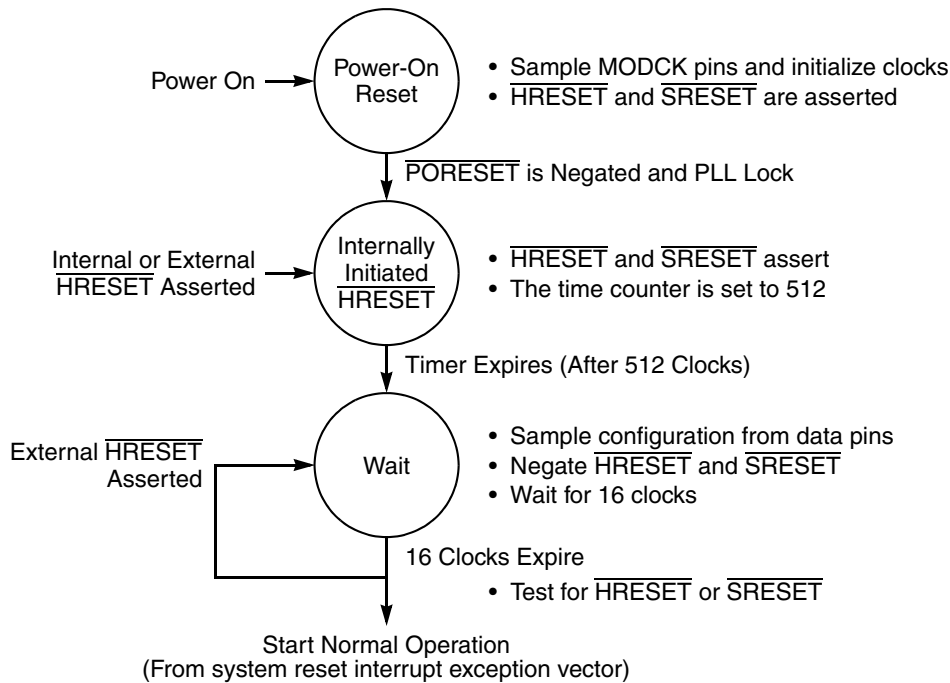 Power On
Power-On
Reset
• Sample MODCK pins and initialize clocks
• HRESET and SRESET are asserted
PORESET is Negated and PLL Lock
Internal or External
HRESET Asserted
Internally
Initiated
HRESET
• HRESET and SRESET assert
• The time counter is set to 512
Timer Expires (After 512 Clocks)
External HRESET
Asserted
Wait
• Sample configuration from data pins
• Negate HRESET and SRESET
• Wait for 16 clocks
16 Clocks Expire
• Test for HRESET or SRESET
Start Normal Operation
(From system reset interrupt exception vector)